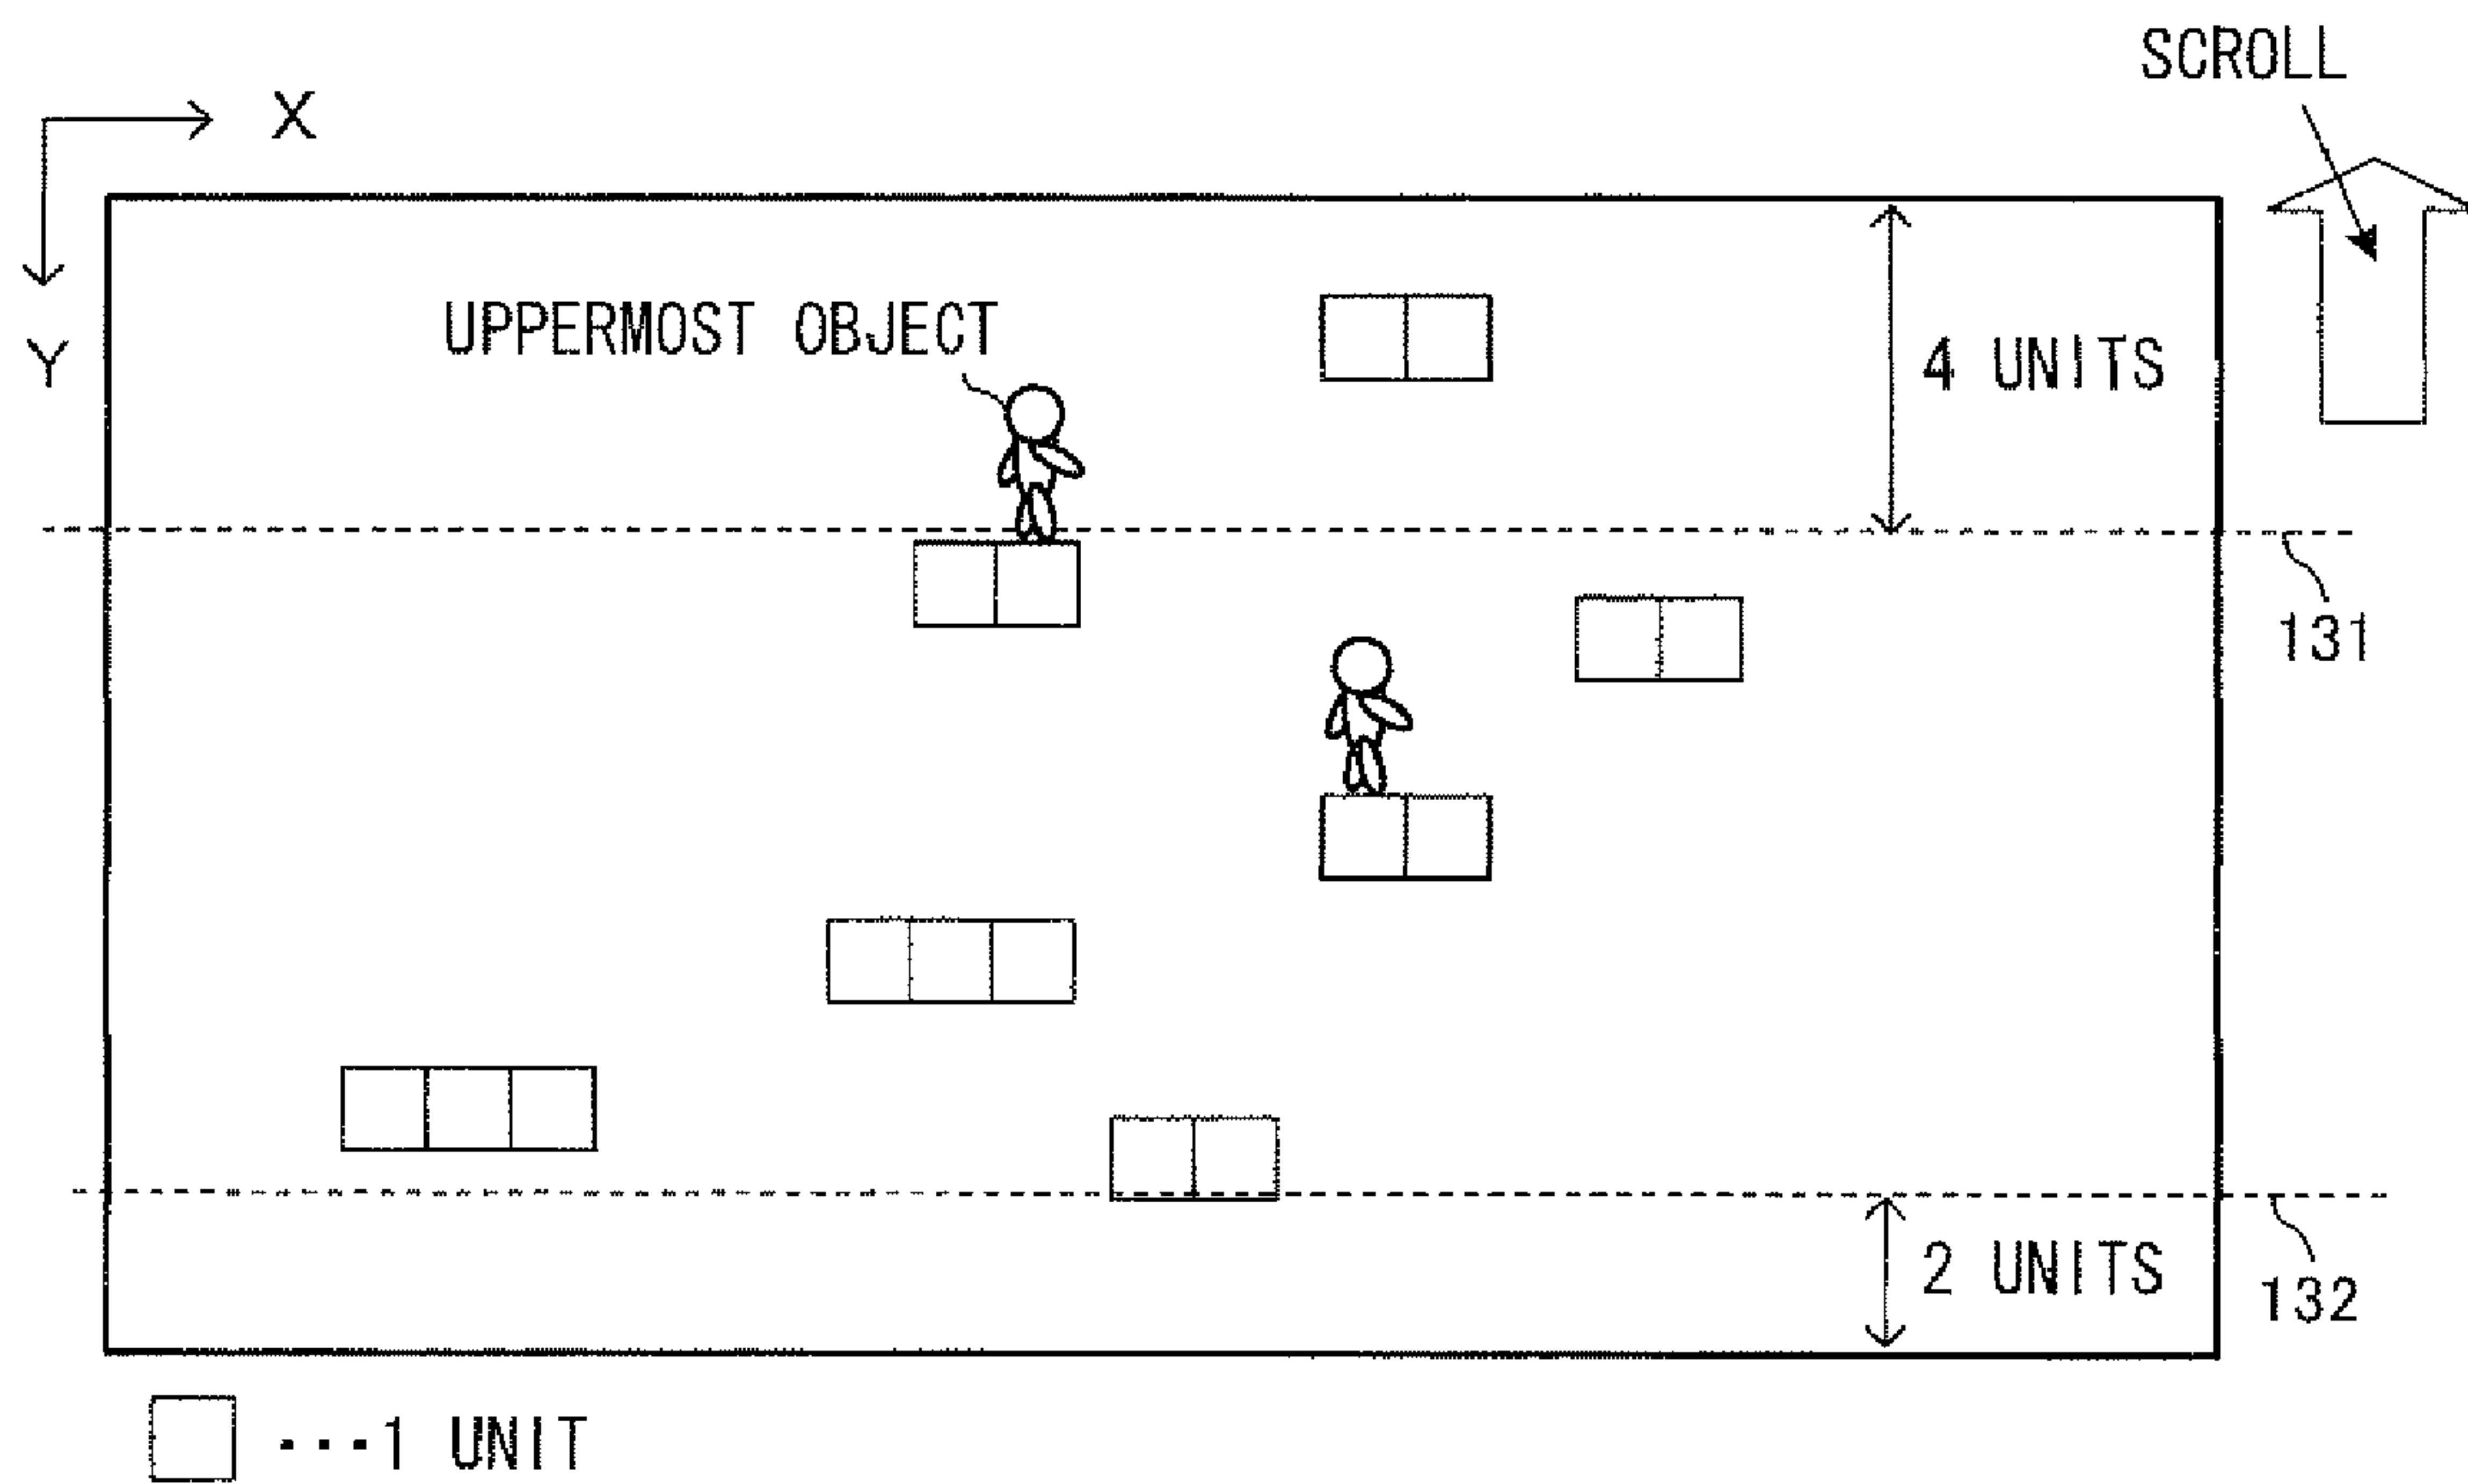 SCROLL
X
Y
UPPERMOST OBJECT
4 UNITS
131
2 UNITS
132
···1 UNIT